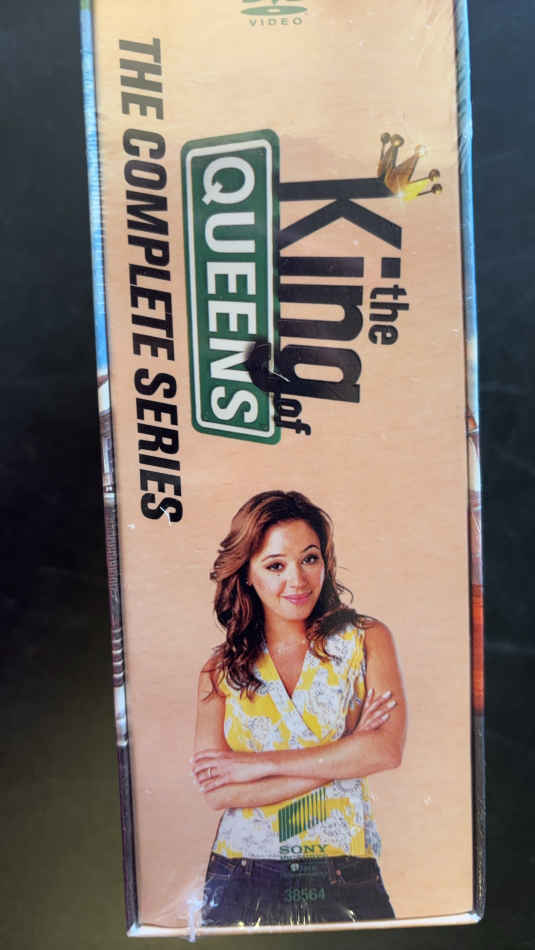 VIDEO
the
King
of
QUEENS
THE COMPLETE SERIES
SONY
38564